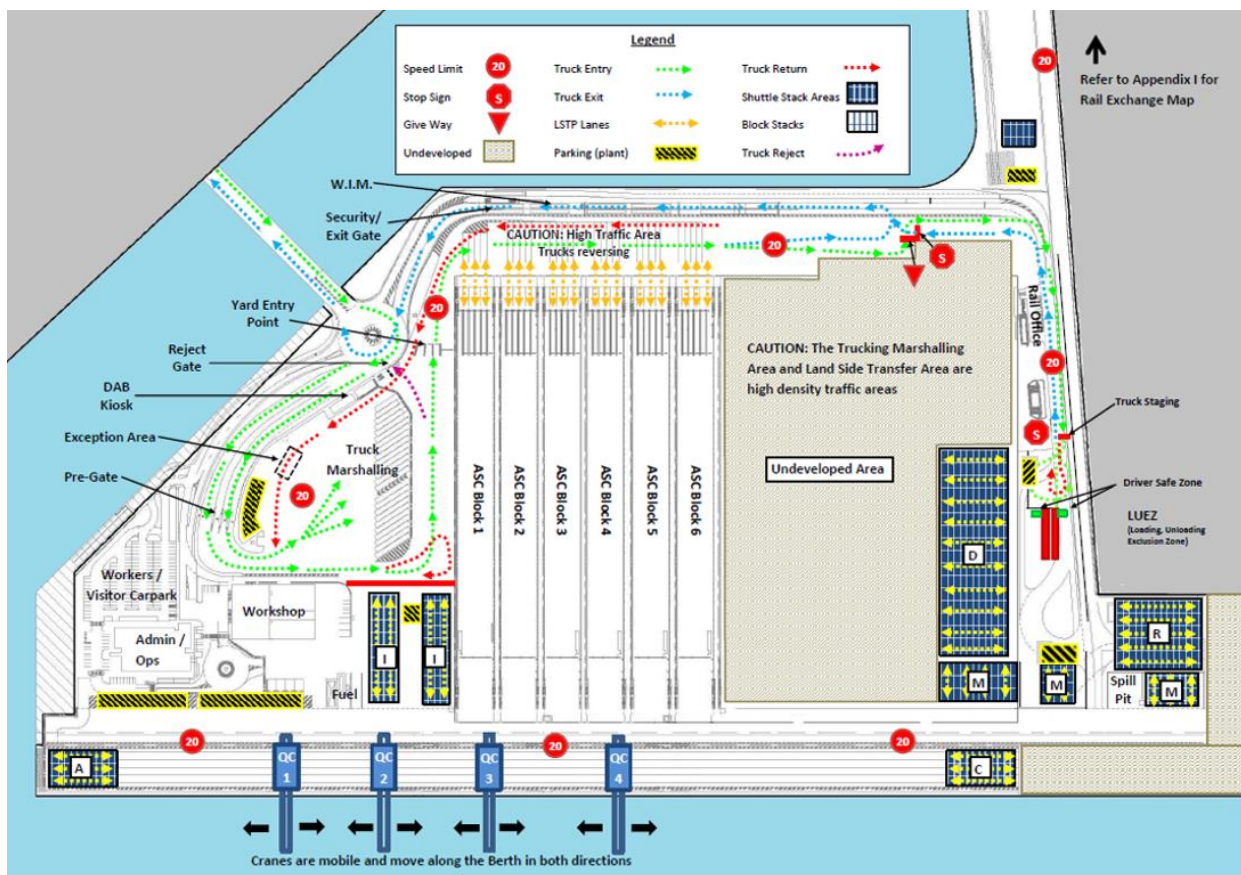 Legend
Speed Limit
20
Truck Entry
Truck Return
Stop Sign
S
Truck Exit
Shuttle Stack Areas
Give Way
LSTP Lanes
Block Stacks
Undeveloped
Parking (plant)
Truck Reject
20
Refer to Appendix I for
Rail Exchange Map
W.I.M.
Security/
Exit Gate
CAUTION: High Traffic Area
Trucks reversing
20
S
Yard Entry
Point
20
Reject
Gate
DAB
Kiosk
Exception Area
Pre-Gate
Truck
Marshalling
20
Rail Office
20
CAUTION: The Trucking Marshalling
Area and Land Side Transfer Area are
high density traffic areas
Truck Staging
S
Undeveloped Area
Driver Safe Zone
LUEZ
(Loading, Unloading
Exclusion Zone)
ASC Block 1
ASC Block 2
ASC Block 3
ASC Block 4
ASC Block 5
ASC Block 6
D
Workers /
Visitor Carpark
Workshop
Admin /
Ops
I
I
Fuel
R
M
M
Spill
Pit
M
20
20
20
A
QC
1
QC
2
QC
3
QC
4
C
Cranes are mobile and move along the Berth in both directions